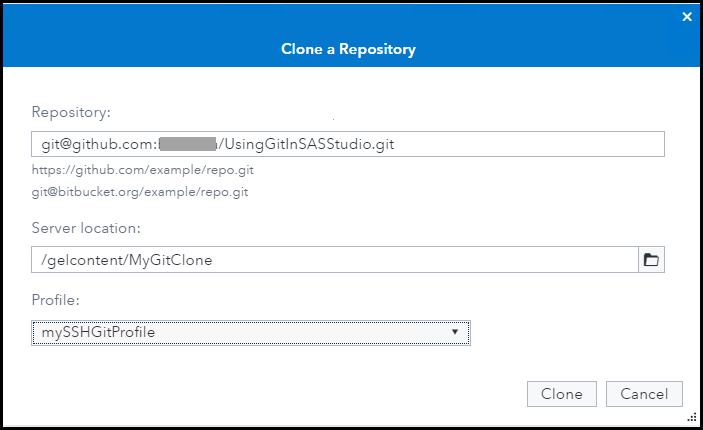 Clone a Repository
Repository:
git@github.com: /UsingGitInSASStudio.git
https://github.com/example/repo.git
git@bitbucket.org/example/repo.git
Server location:
/gelcontent/MyGitClone
Profile:
mySSHGitProfile
Clone Cancel